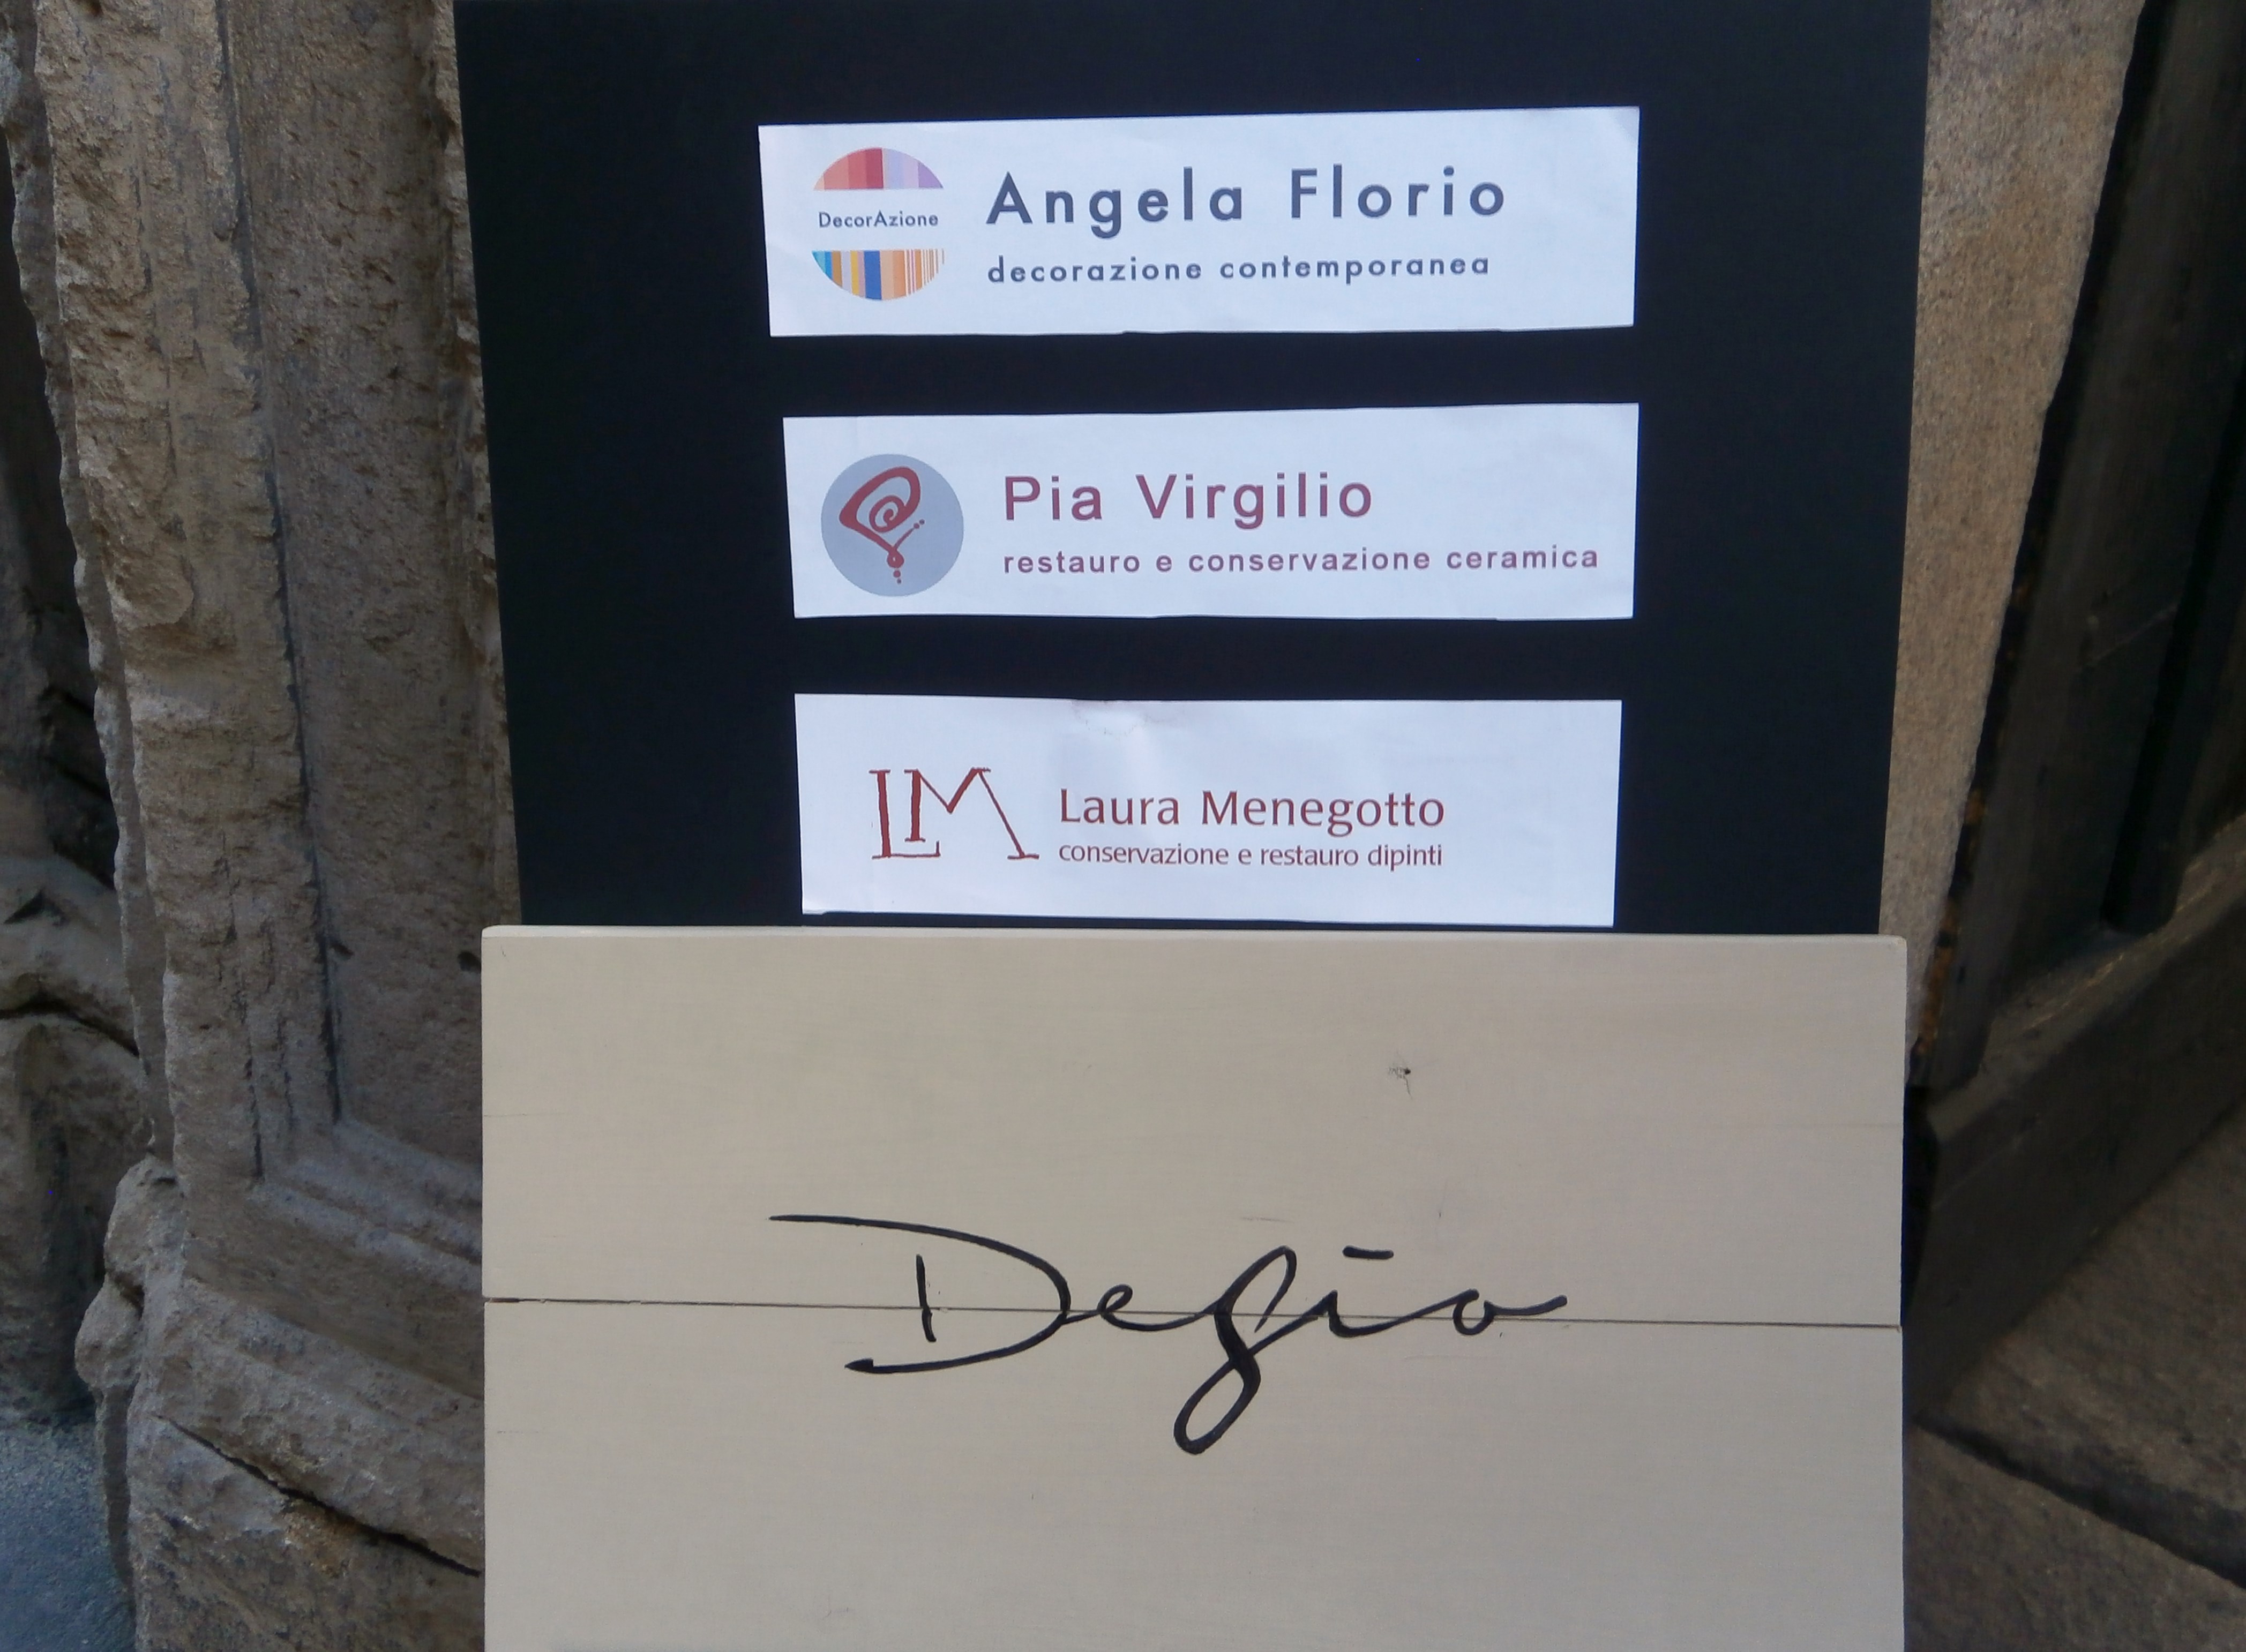 DecorAzione
Angela Florio
decorazione contemporanea
Pia Virgilio
restauro e conservazione ceramica
LM
Laura Menegotto
conservazione e restauro dipinti
Degio